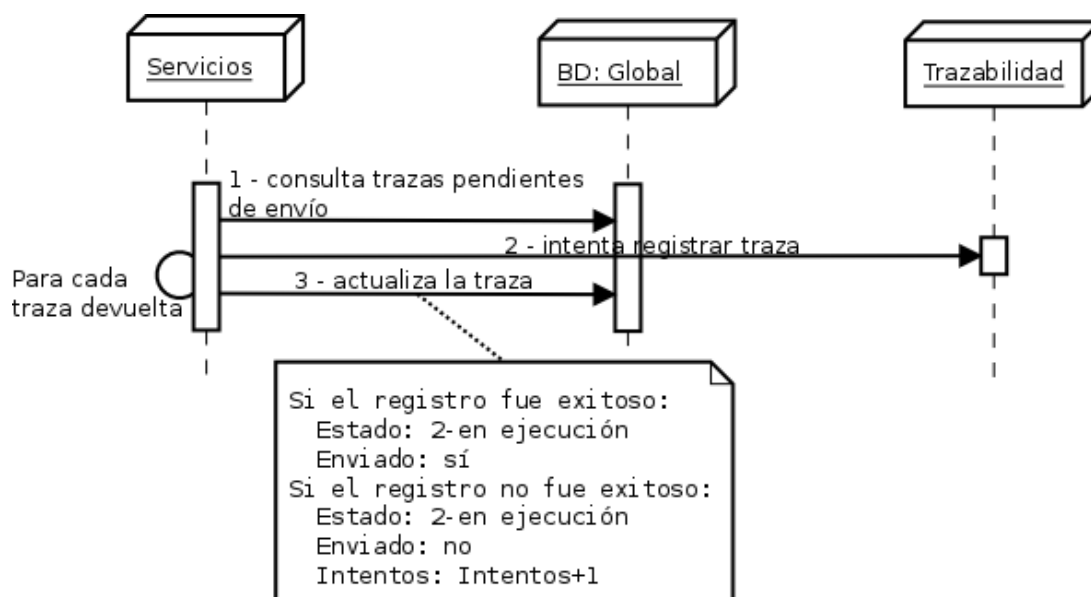 Servicios
BD: Global
Trazabilidad
1 - consulta trazas pendientes
de envío
2 - intenta registrar traza
Para cada
traza devuelta
3 - actualiza la traza
Si el registro fue exitoso:
Estado: 2-en ejecución
Enviado: sí
Si el registro no fue exitoso:
Estado: 2-en ejecución
Enviado: no
Intentos: Intentos+1